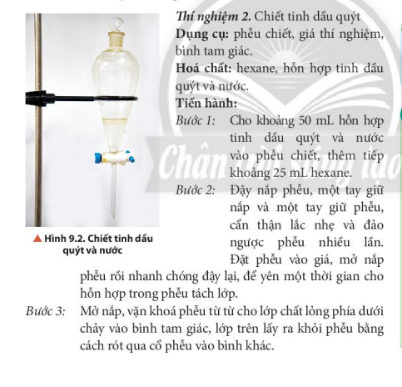 Thí nghiệm 2. Chiết tinh dầu quýt
Dụng cụ: phễu chiết, giá thí nghiệm,
bình tam giác.
Hoá chất: hexane, hỗn hợp tinh dầu
quýt và nước.
Tiến hành:
Bước 1: Cho khoảng 50 mL hỗn hợp
tinh dầu quýt và nước
vào phễu chiết, thêm tiếp
khoảng 25 mL hexane.
Bước 2: Đậy nắp phễu, một tay giữ
nắp và một tay giữ phễu,
cẩn thận lắc nhẹ và đảo
ngược phễu nhiều lần.
Đặt phễu vào giá, mở nắp
phễu rồi nhanh chóng đậy lại, để yên một thời gian cho
hỗn hợp trong phễu tách lớp.
Bước 3: Mở nắp, vặn khoá phễu từ từ cho lớp chất lỏng phía dưới
chảy vào bình tam giác, lớp trên lấy ra khỏi phễu bằng
cách rót qua cổ phễu vào bình khác.
▲ Hình 9.2. Chiết tinh dầu
quýt và nước
Chân trời sáng tạo